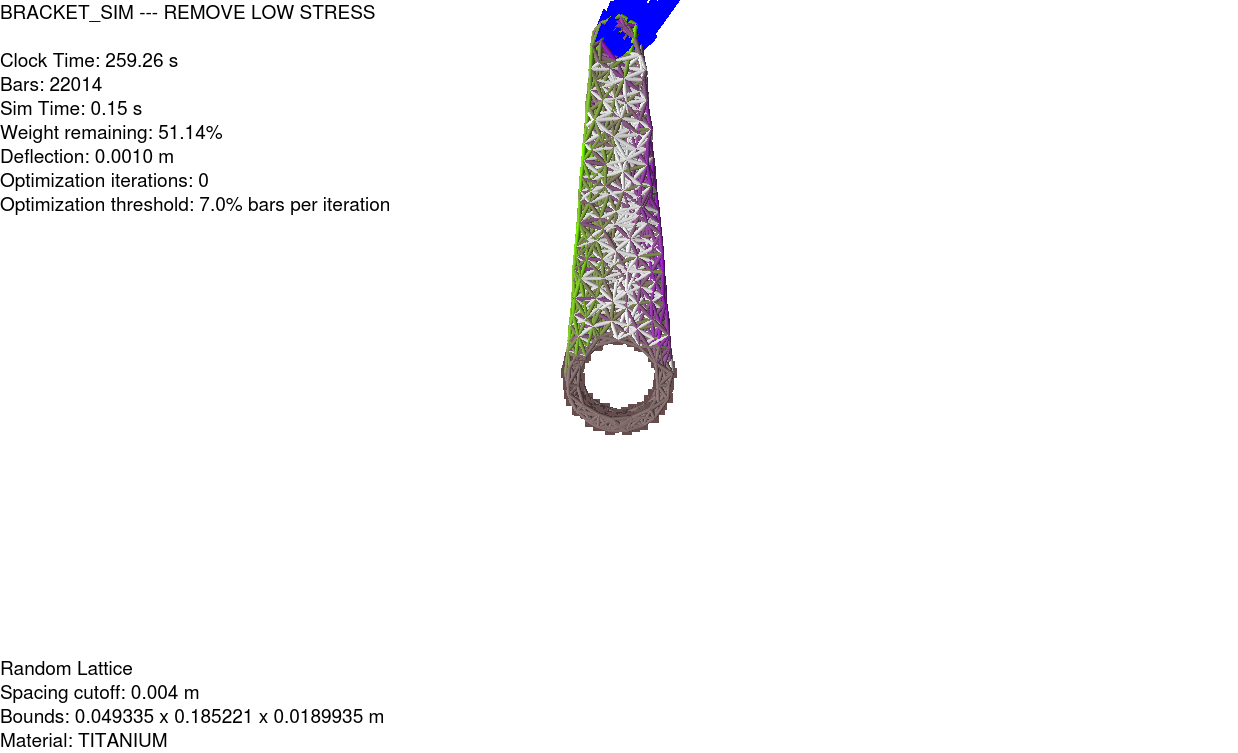 BRACKET_SIM --- REMOVE LOW STRESS
Clock Time: 259.26 s
Bars: 22014
Sim Time: 0.15 s
Weight remaining: 51.14%
Deflection: 0.0010 m
Optimization iterations: 0
Optimization threshold: 7.0% bars per iteration
Random Lattice
Spacing cutoff: 0.004 m
Bounds: 0.049335 x 0.185221 x 0.0189935 m
Material: TITANIUM